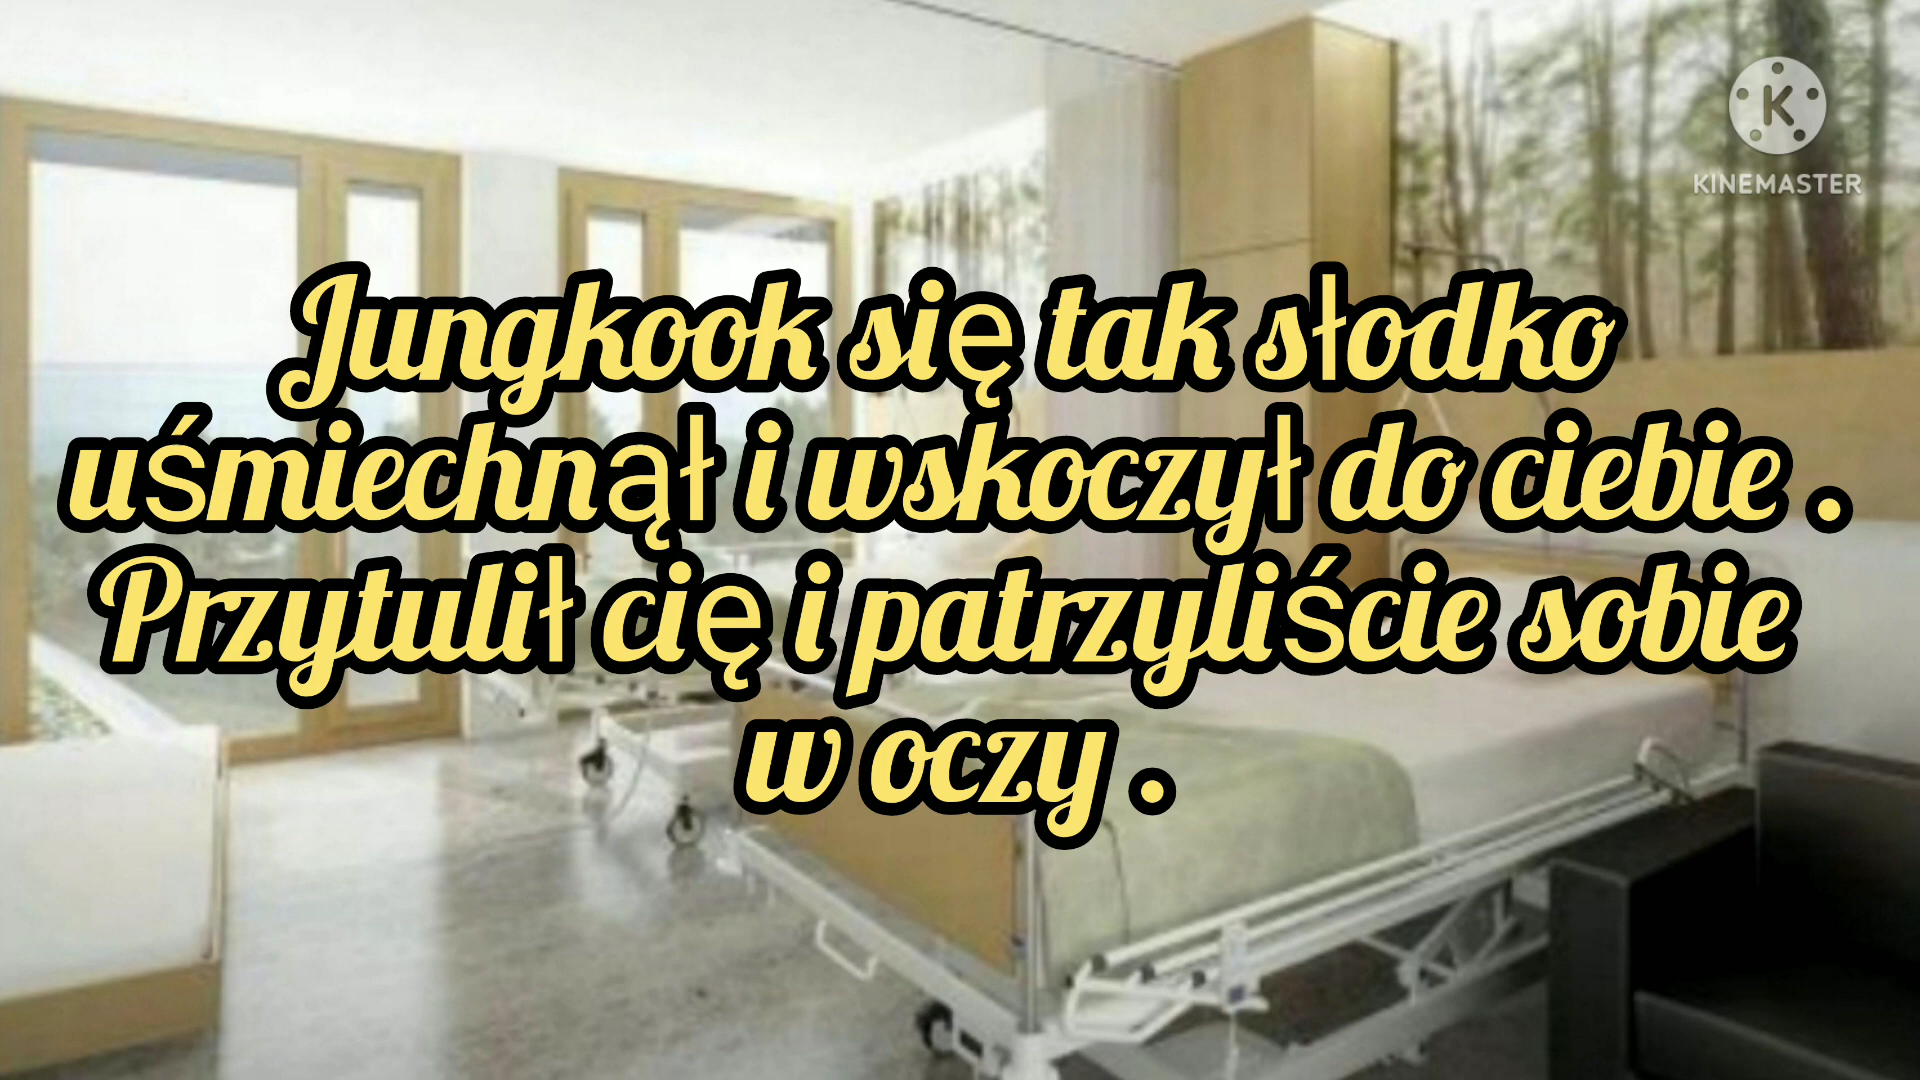 KINEMASTER
Jungkook się tak słodko
uśmiechnął i wskoczył do ciebie .
Przytulił cię i patrzyliście sobie
w oczy .